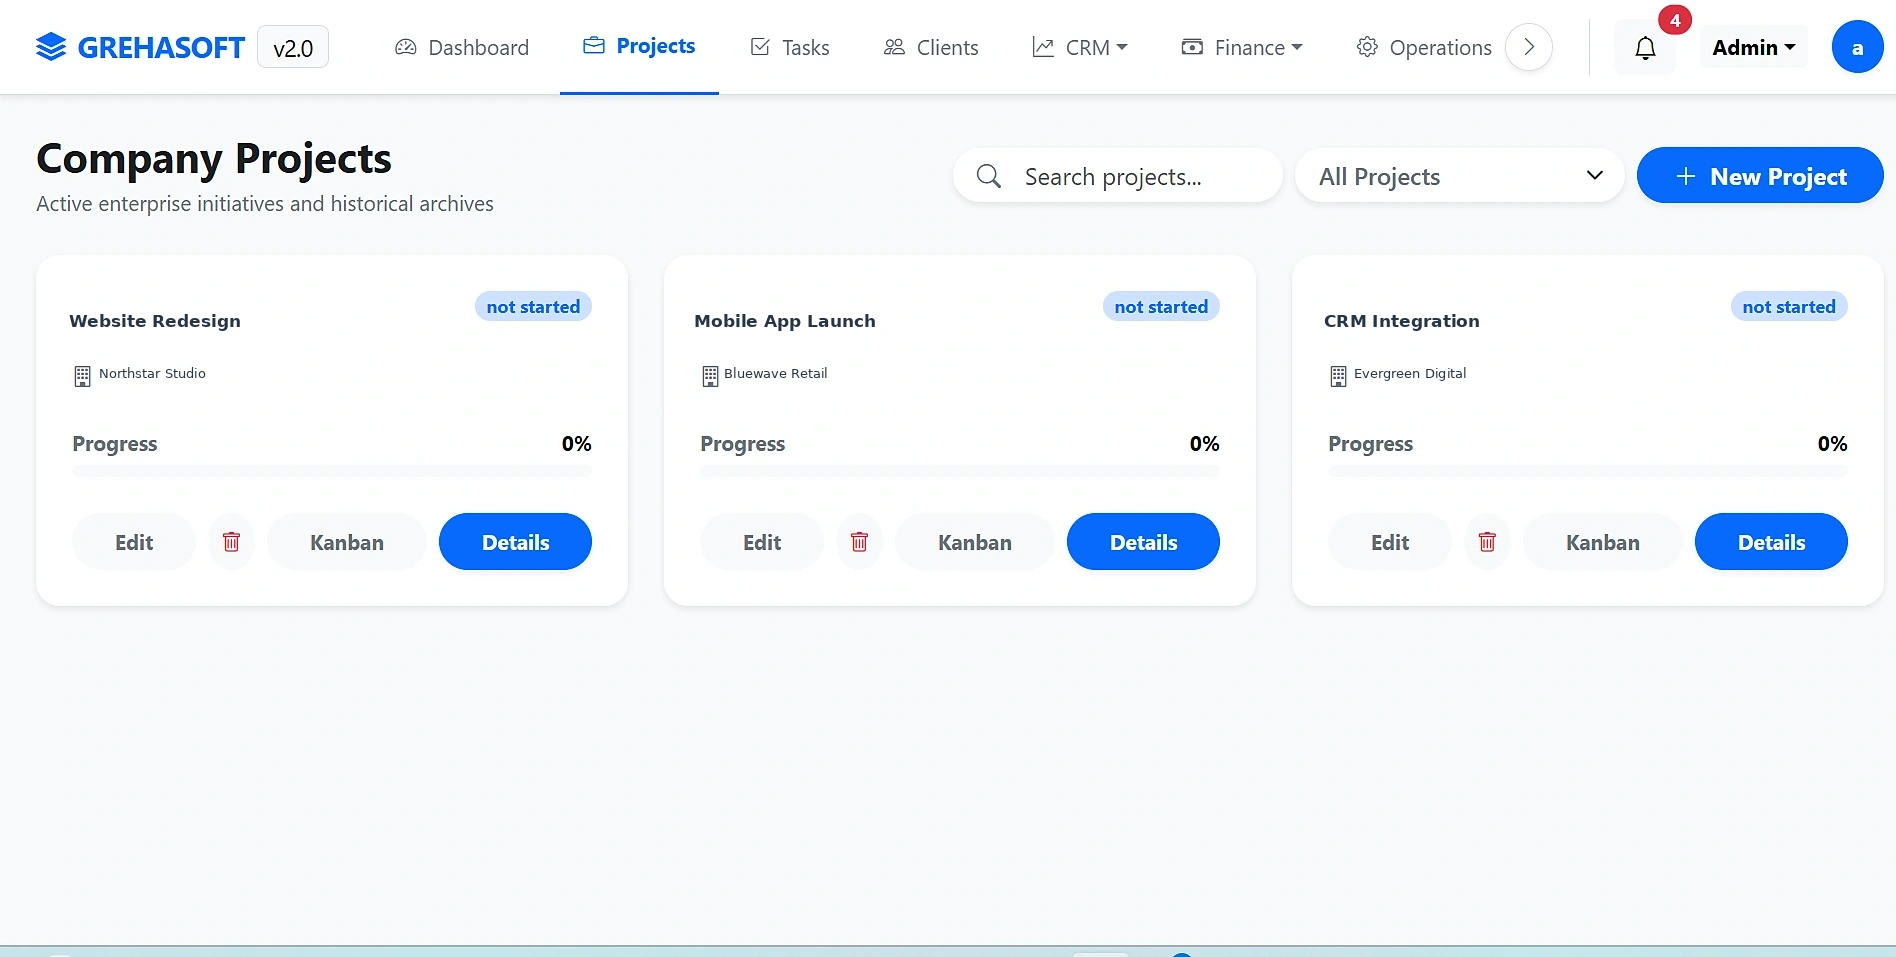 GREHASOFT v2.0 Dashboard Projects Tasks Clients CRM Finance Operations 4 Admin a
Company Projects
Active enterprise initiatives and historical archives
Search projects... All Projects + New Project
not started
Website Redesign
Northstar Studio
Progress 0%
Edit Kanban Details
not started
Mobile App Launch
Bluewave Retail
Progress 0%
Edit Kanban Details
not started
CRM Integration
Evergreen Digital
Progress 0%
Edit Kanban Details